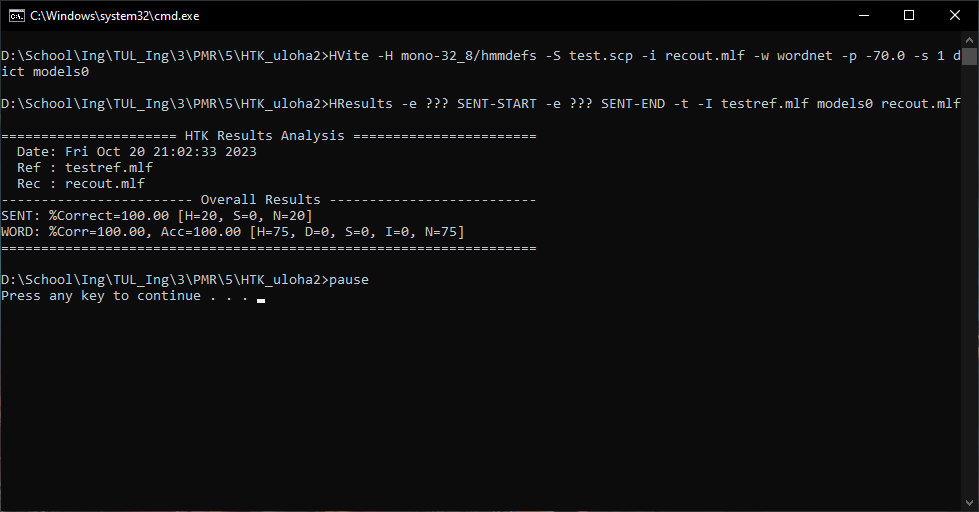 C:\Windows\system32\cmd.exe
D:\School\Ing\TUL_Ing\3\PMR\5\HTK_uloha2>HVite -H mono-32_8/hmmdefs -S test.scp -i recout.mlf -w wordnet -p -70.0 -s 1 d
ict models0
D:\School\Ing\TUL_Ing\3\PMR\5\HTK_uloha2>HResults -e ??? SENT-START -e ??? SENT-END -t -I testref.mlf models0 recout.mlf
====================== HTK Results Analysis =======================
  Date: Fri Oct 20 21:02:33 2023
  Ref : testref.mlf
  Rec : recout.mlf
------------------------ Overall Results --------------------------
SENT: %Correct=100.00 [H=20, S=0, N=20]
WORD: %Corr=100.00, Acc=100.00 [H=75, D=0, S=0, I=0, N=75]
===================================================================
D:\School\Ing\TUL_Ing\3\PMR\5\HTK_uloha2>pause
Press any key to continue . . .